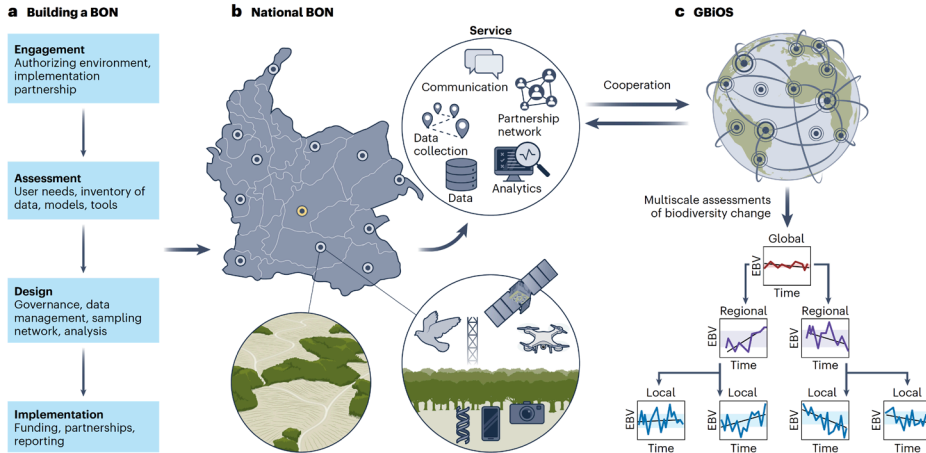 a Building a BON
Engagement
Authorizing environment,
implementation
partnership
Assessment
User needs, inventory of
data, models, tools
Design
Governance, data
management, sampling
network, analysis
Implementation
Funding, partnerships,
reporting
b National BON
Service
Communication
Partnership
network
Data
collection
Data
Analytics
Cooperation
c GBiOS
Multiscale assessments
of biodiversity change
Global
EBV
Time
Regional
EBV
Time
Regional
EBV
Time
Local
EBV
Time
Local
EBV
Time
Local
EBV
Time
Local
EBV
Time